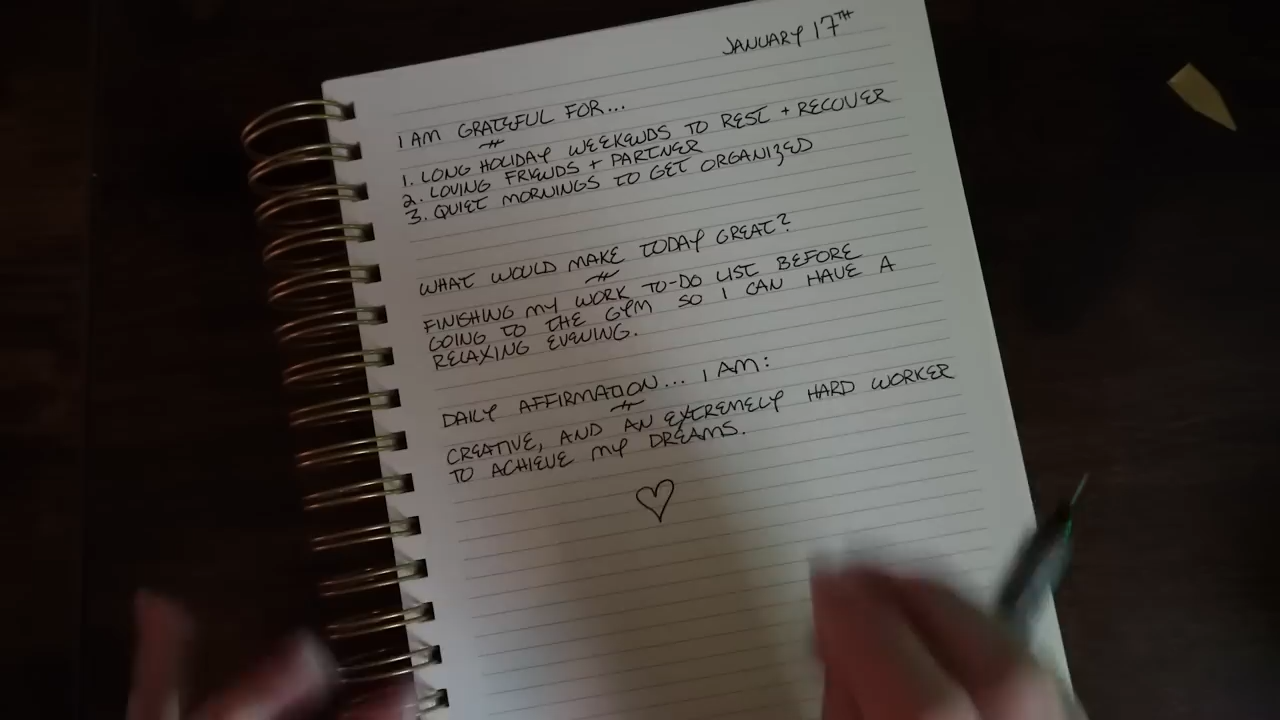 JANUARY 17TH
I AM GRATEFUL FOR...
1. LONG HOLIDAY WEEKENDS TO REST + RECOVER
2. LOVING FRIENDS + PARTNER
3. QUIET MORNINGS TO GET ORGANIZED
WHAT WOULD MAKE TODAY GREAT?
FINISHING MY WORK TO-DO LIST BEFORE
GOING TO THE GYM SO I CAN HAVE A
RELAXING EVENING.
DAILY AFFIRMATION... I AM:
CREATIVE, AND AN EXTREMELY HARD WORKER
TO ACHIEVE MY DREAMS.